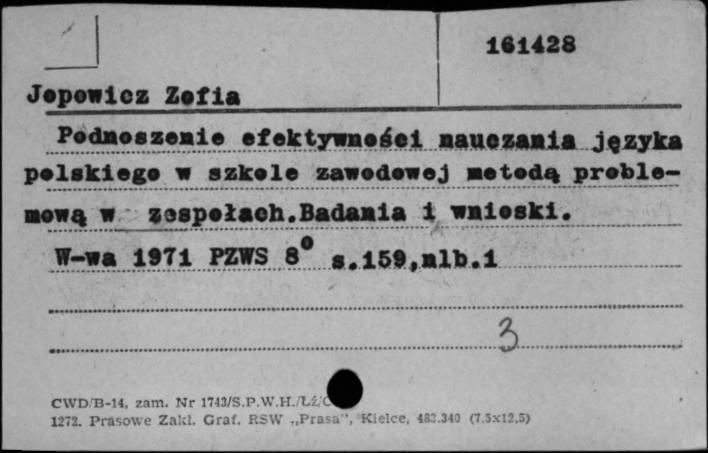 161428
Jopowicz Zofia
Podnoszenie efektywności nauczania języka
polskiego w szkole zawodowej metodą proble-
mową w zespołach.Badania i wnioski.
W-wa 1971 PZWS 8° s.159,nlb.1
3
CWD/B-14, zam. Nr 1743/S.P.W.H./Łź/
1272. Prasowe Zakł. Graf. RSW „Prasa", Kielce, 483.340 (7.5x12,5)